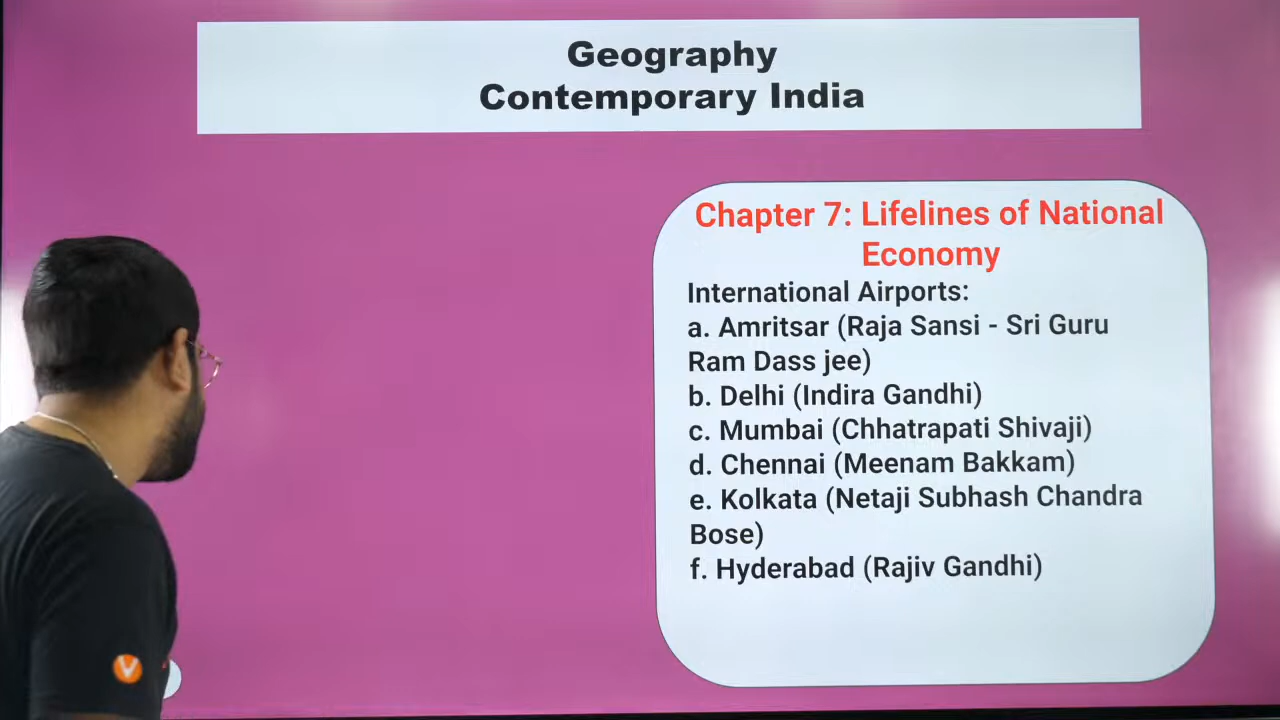 Geography
Contemporary India
Chapter 7: Lifelines of National
Economy
International Airports:
a. Amritsar (Raja Sansi - Sri Guru
Ram Dass jee)
b. Delhi (Indira Gandhi)
c. Mumbai (Chhatrapati Shivaji)
d. Chennai (Meenam Bakkam)
e. Kolkata (Netaji Subhash Chandra
Bose)
f. Hyderabad (Rajiv Gandhi)
V